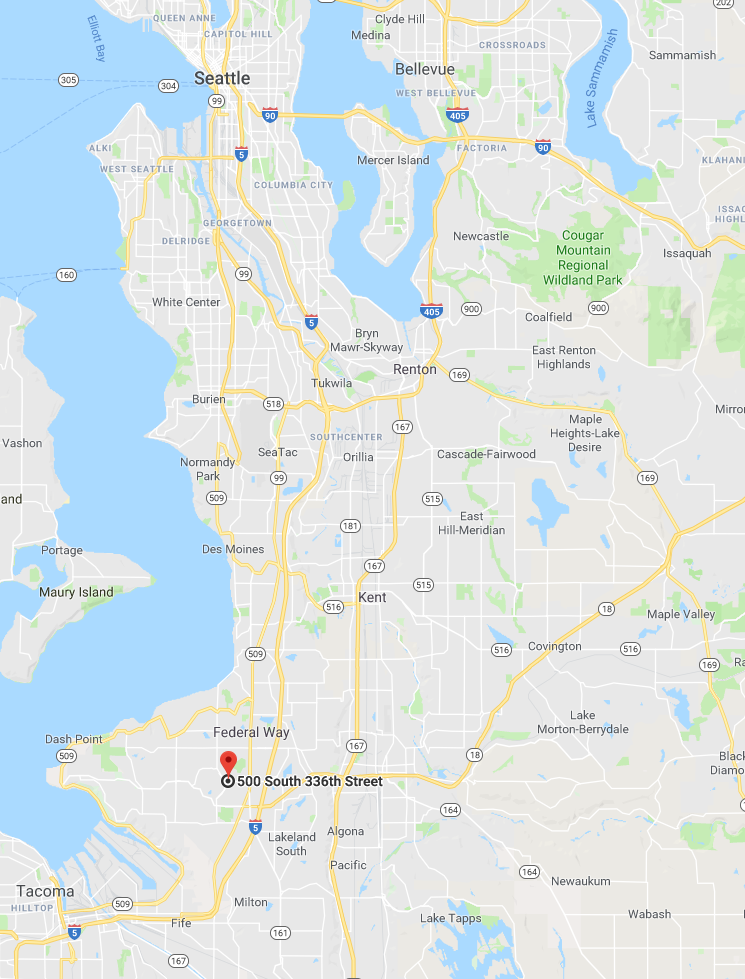 202
QUEEN ANNE
Clyde Hill
Elliott Bay
CAPITOL HILL
Medina
CROSSROADS
Lake Sammamish
Sammamish
Seattle
Bellevue
305
304
99
WEST BELLEVUE
90
405
ALKI
5
FACTORIA
90
WEST SEATTLE
Mercer Island
KLAHANI
COLUMBIA CITY
ISSAQ
HIGHL
GEORGETOWN
DELRIDGE
Newcastle
Cougar
Mountain
Regional
Wildland Park
Issaquah
160
99
White Center
5
405
900
900
Coalfield
Bryn
Mawr-Skyway
East Renton
Highlands
Tukwila
Renton
169
Burien
518
Mirro
SOUTHCENTER
167
Maple
Heights-Lake
Desire
Vashon
SeaTac
Orillia
Cascade-Fairwood
Normandy
Park
99
169
and
509
515
181
East
Hill-Meridian
Portage
Des Moines
167
Maury Island
515
Kent
516
18
Maple Valley
509
516
Covington
516
169
Ra
Lake
Morton-Berrydale
Federal Way
Dash Point
509
167
18
Black
Diamo
500 South 336th Street
164
5
Lakeland
South
Algona
Pacific
164
Newaukum
Tacoma
HILLTOP
509
Milton
Fife
Lake Tapps
Wabash
5
161
167